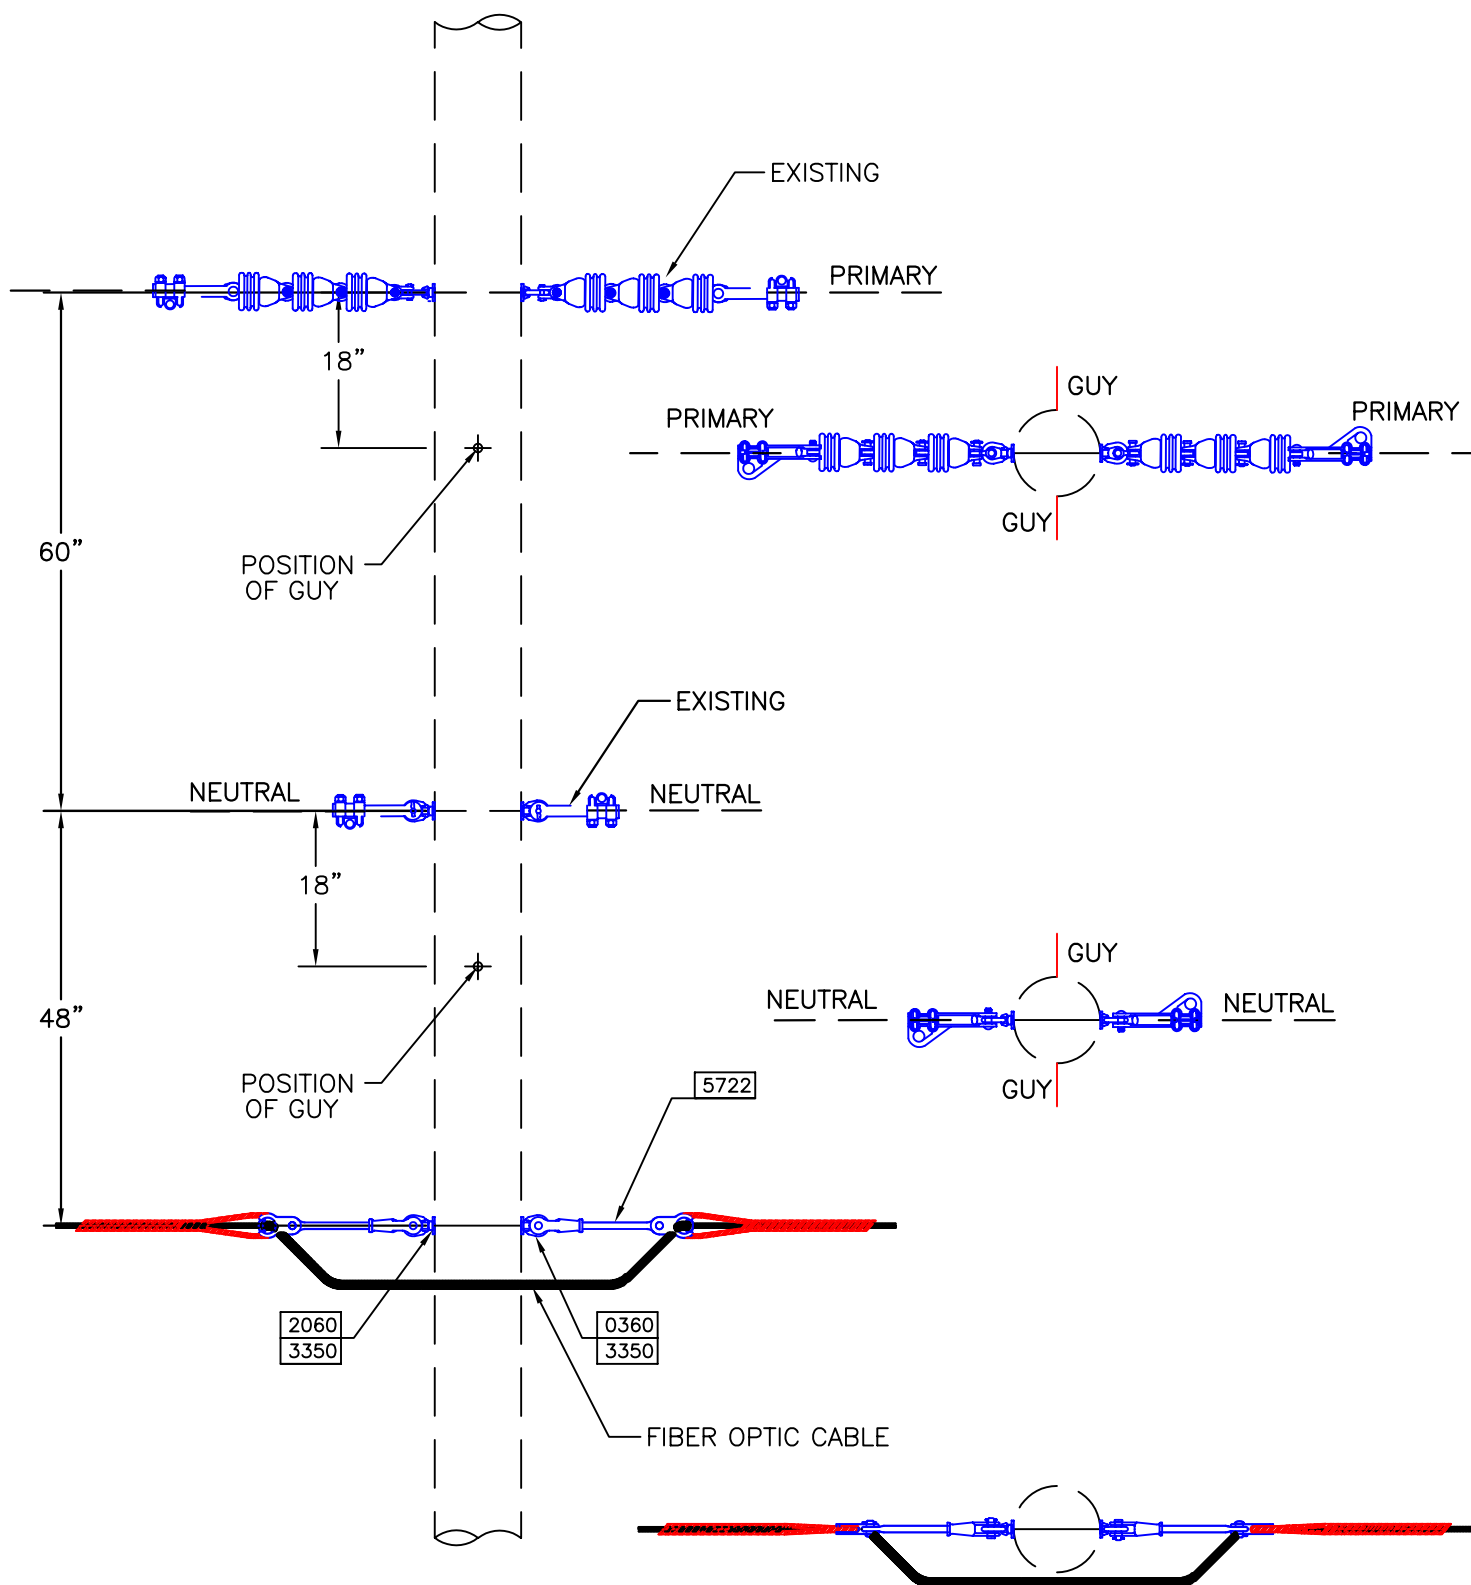 EXISTING
PRIMARY
18"
GUY
PRIMARY
PRIMARY
GUY
60"
POSITION
OF GUY
EXISTING
NEUTRAL
NEUTRAL
18"
GUY
NEUTRAL
NEUTRAL
48"
POSITION
OF GUY
GUY
5722
2060
3350
0360
3350
FIBER OPTIC CABLE